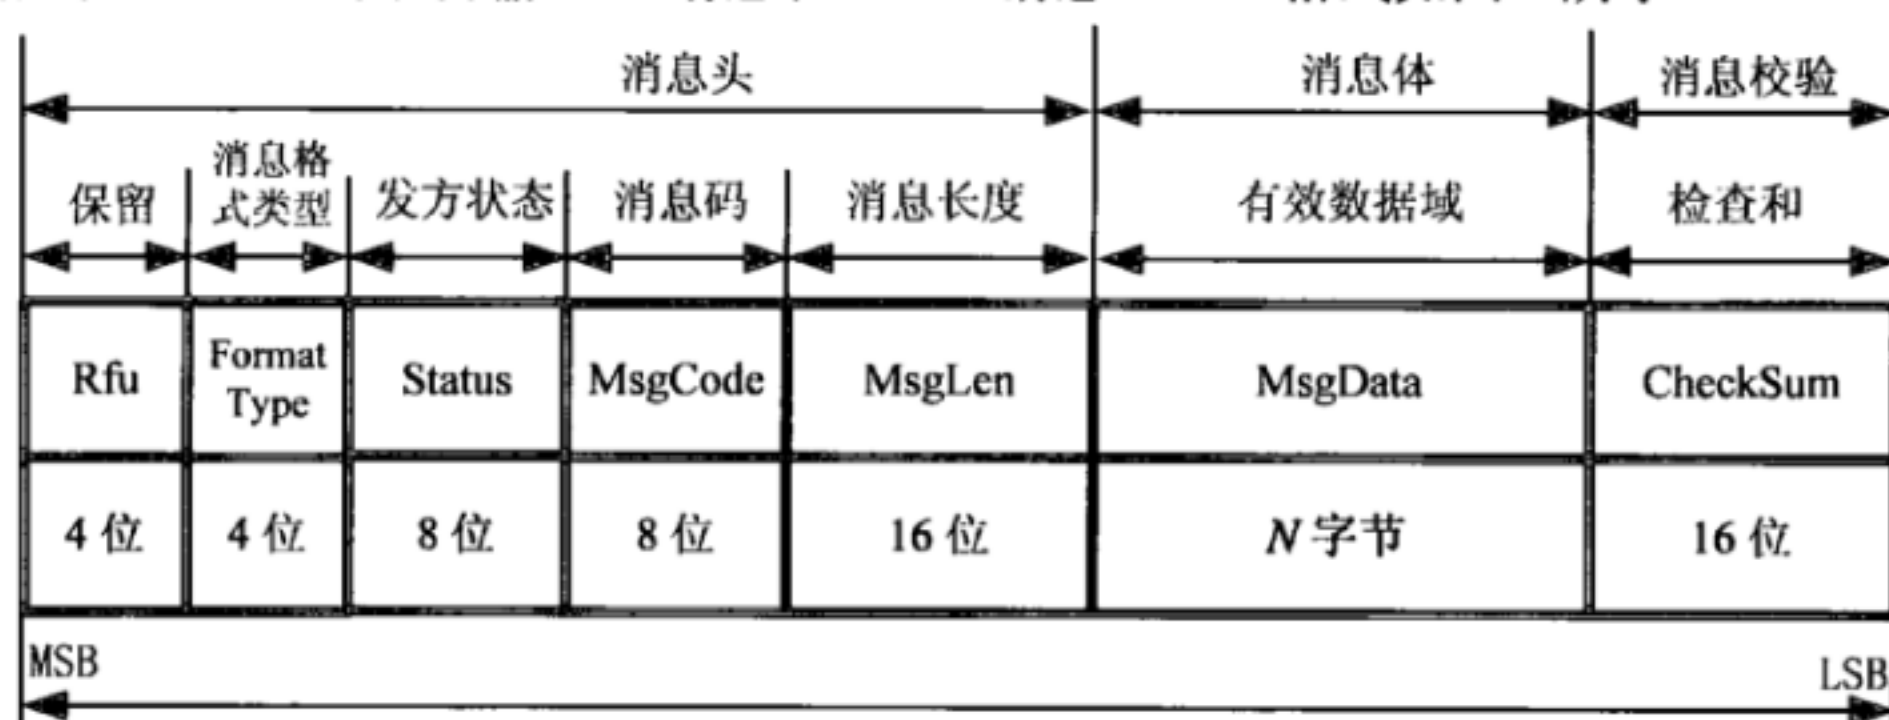 消息头 消息体 消息校验
保留 消息格式类型 发方状态 消息码 消息长度 有效数据域 检查和
Rfu Format Type Status MsgCode MsgLen MsgData CheckSum
4位 4位 8位 8位 16位 N字节 16位
MSB LSB